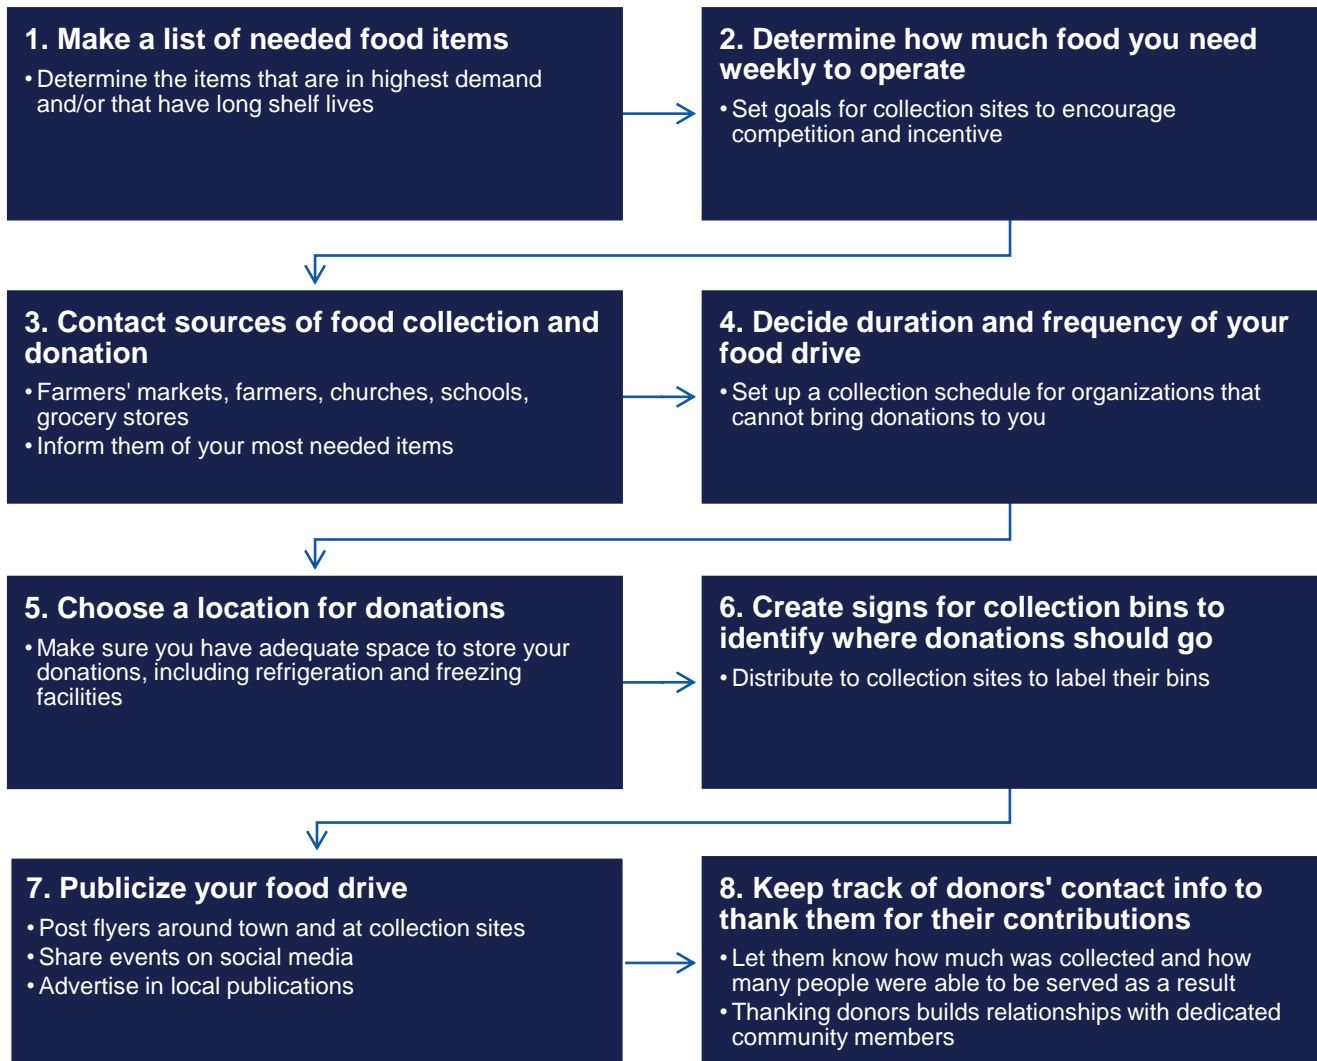 1. Make a list of needed food items
• Determine the items that are in highest demand
and/or that have long shelf lives
2. Determine how much food you need
weekly to operate
• Set goals for collection sites to encourage
competition and incentive
3. Contact sources of food collection and
donation
• Farmers' markets, farmers, churches, schools,
grocery stores
• Inform them of your most needed items
4. Decide duration and frequency of your
food drive
• Set up a collection schedule for organizations that
cannot bring donations to you
5. Choose a location for donations
• Make sure you have adequate space to store your
donations, including refrigeration and freezing
facilities
6. Create signs for collection bins to
identify where donations should go
• Distribute to collection sites to label their bins
7. Publicize your food drive
• Post flyers around town and at collection sites
• Share events on social media
• Advertise in local publications
8. Keep track of donors' contact info to
thank them for their contributions
• Let them know how much was collected and how
many people were able to be served as a result
• Thanking donors builds relationships with dedicated
community members